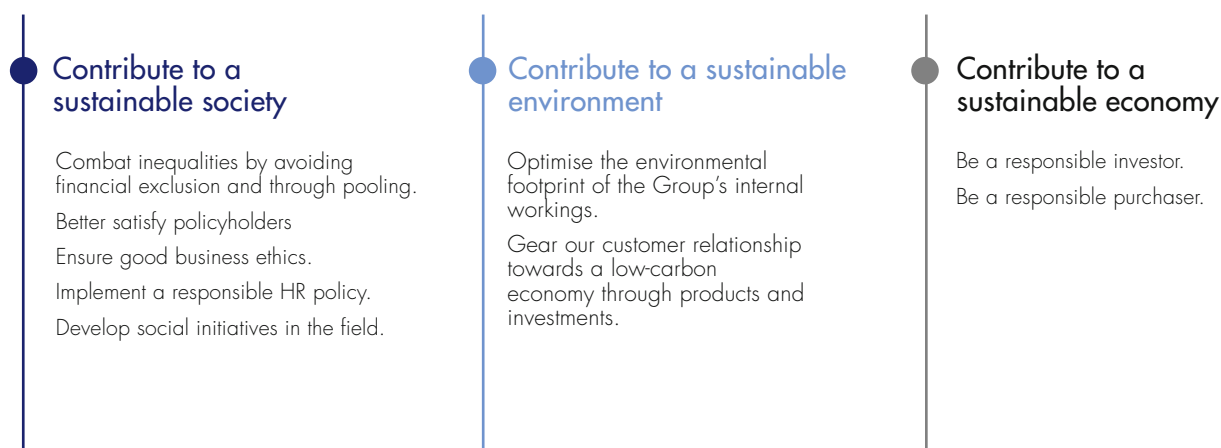 Contribute to a
sustainable society
Combat inequalities by avoiding
financial exclusion and through pooling.
Better satisfy policyholders
Ensure good business ethics.
Implement a responsible HR policy.
Develop social initiatives in the field.
Contribute to a sustainable
environment
Optimise the environmental
footprint of the Group's internal
workings.
Gear our customer relationship
towards a low-carbon
economy through products and
investments.
Contribute to a
sustainable economy
Be a responsible investor.
Be a responsible purchaser.